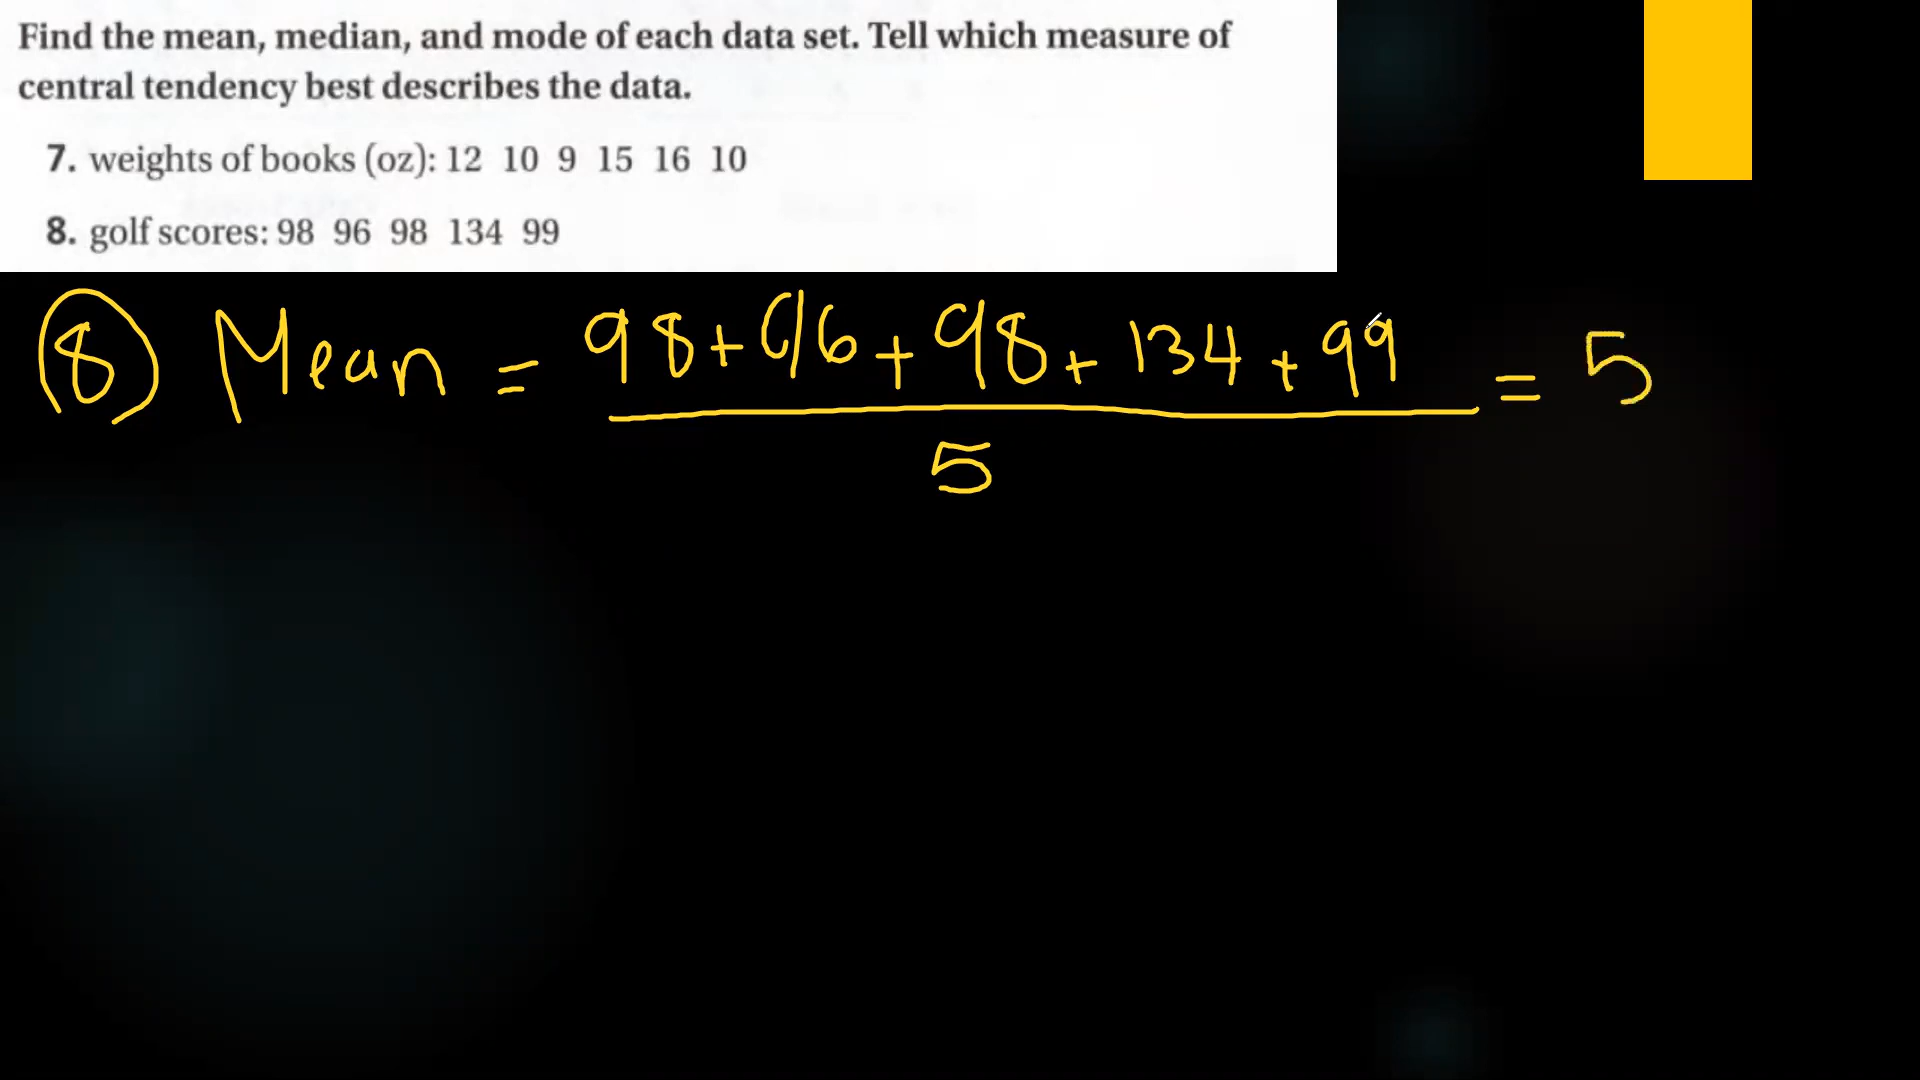 Find the mean, median, and mode of each data set. Tell which measure of
central tendency best describes the data.
7. weights of books (oz): 12 10 9 15 16 10
8. golf scores: 98 96 98 134 99
8 Mean = 98+96+98+134+99 = 5
5